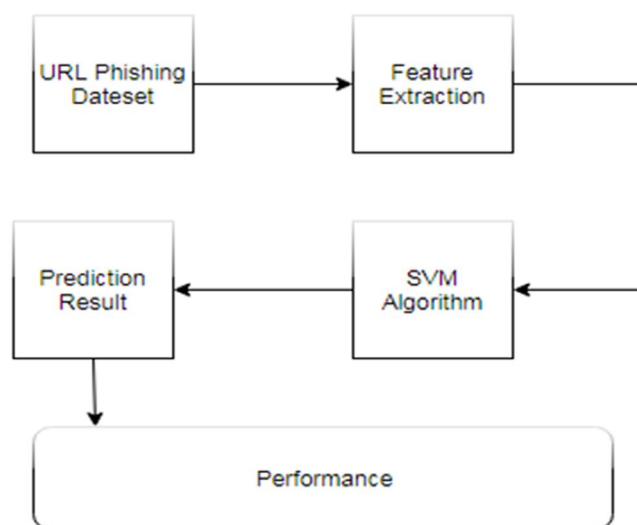 URL Phishing
Dateset
Feature
Extraction
SVM
Algorithm
Prediction
Result
Performance